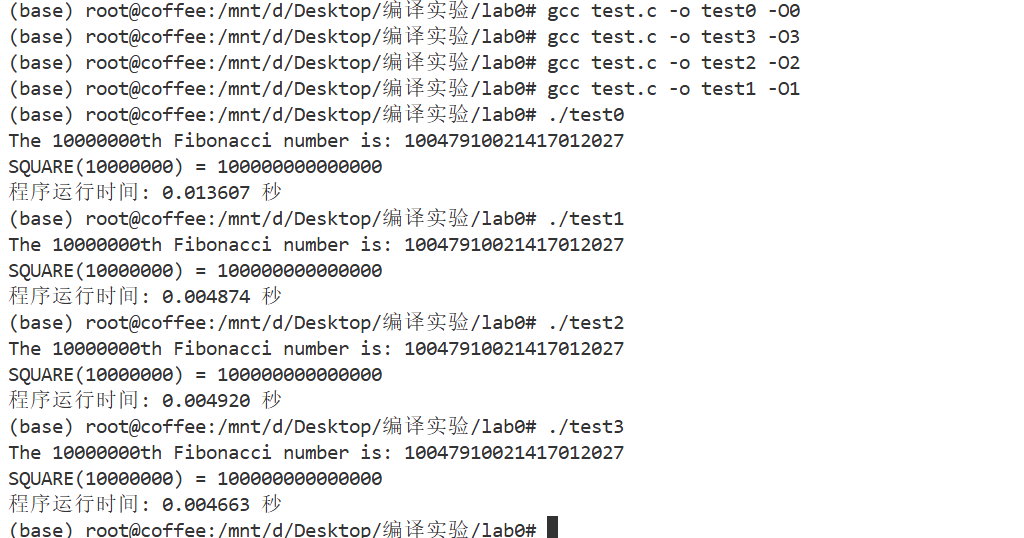 (base) root@coffee:/mnt/d/Desktop/编译实验/lab0# gcc test.c -o test0 -O0
(base) root@coffee:/mnt/d/Desktop/编译实验/lab0# gcc test.c -o test3 -O3
(base) root@coffee:/mnt/d/Desktop/编译实验/lab0# gcc test.c -o test2 -O2
(base) root@coffee:/mnt/d/Desktop/编译实验/lab0# gcc test.c -o test1 -O1
(base) root@coffee:/mnt/d/Desktop/编译实验/lab0# ./test0
The 10000000th Fibonacci number is: 10047910021417012027
SQUARE(10000000) = 100000000000000
程序运行时间: 0.013607 秒
(base) root@coffee:/mnt/d/Desktop/编译实验/lab0# ./test1
The 10000000th Fibonacci number is: 10047910021417012027
SQUARE(10000000) = 100000000000000
程序运行时间: 0.004874 秒
(base) root@coffee:/mnt/d/Desktop/编译实验/lab0# ./test2
The 10000000th Fibonacci number is: 10047910021417012027
SQUARE(10000000) = 100000000000000
程序运行时间: 0.004920 秒
(base) root@coffee:/mnt/d/Desktop/编译实验/lab0# ./test3
The 10000000th Fibonacci number is: 10047910021417012027
SQUARE(10000000) = 100000000000000
程序运行时间: 0.004663 秒
(base) root@coffee:/mnt/d/Desktop/编译实验/lab0#